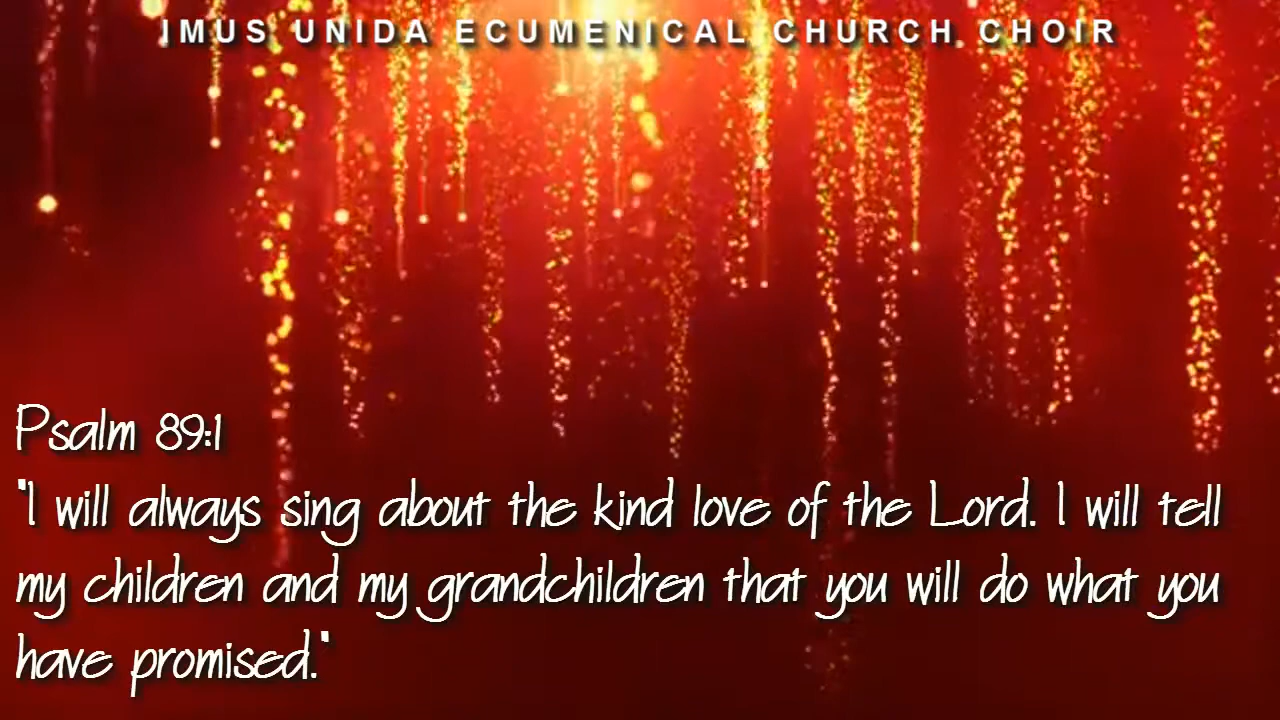 IMUS UNIDA ECUMENICAL CHURCH CHOIR
Psalm 89:1
"I will always sing about the kind love of the Lord. I will tell
my children and my grandchildren that you will do what you
have promised."